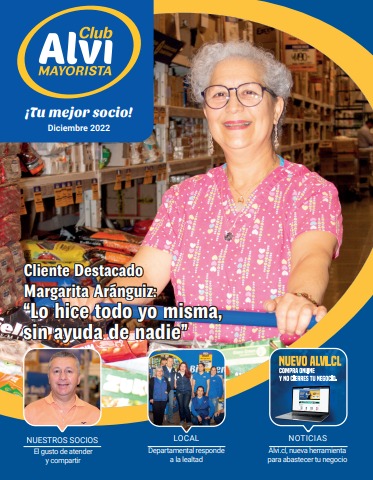 Club
Alvi
MAYORISTA
¡Tu mejor socio!
Diciembre 2022
Cliente Destacado
Margarita Aránguiz:
“Lo hice todo yo misma,
sin ayuda de nadie”
NUEVO ALVI.CL
COMPRA ONLINE
Y NO CIERRES TU NEGOCIO.
NUESTROS SOCIOS
El gusto de atender
y compartir
LOCAL
Departamental responde
a la lealtad
NOTICIAS
Alvi.cl, nueva herramienta
para abastecer tu negocio